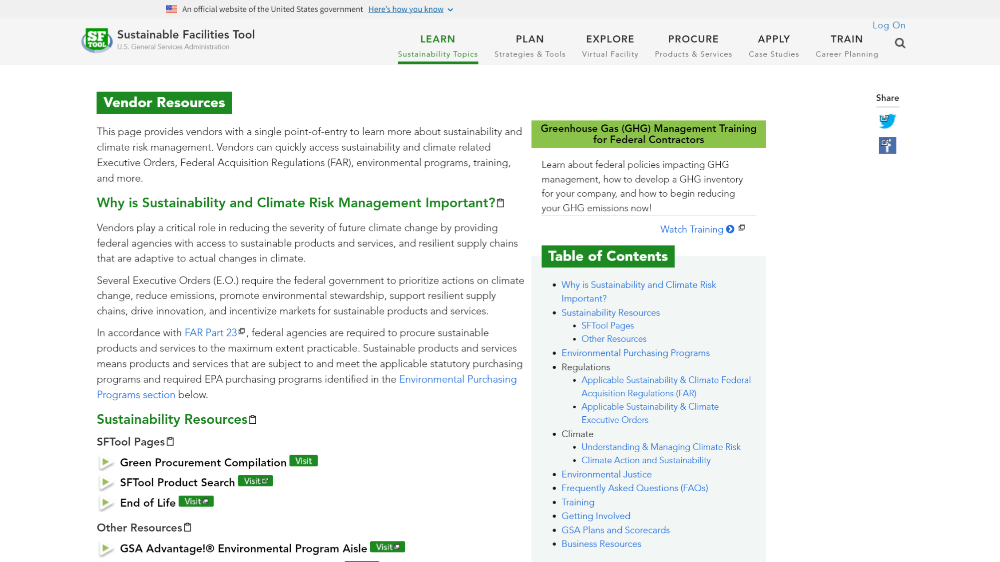 An official website of the United States government Here's how you know
Log On
SF TOOL
Sustainable Facilities Tool
U.S. General Services Administration
LEARN
Sustainability Topics
PLAN
Strategies & Tools
EXPLORE
Virtual Facility
PROCURE
Products & Services
APPLY
Case Studies
TRAIN
Career Planning
Vendor Resources
This page provides vendors with a single point-of-entry to learn more about sustainability and
climate risk management. Vendors can quickly access sustainability and climate related
Executive Orders, Federal Acquisition Regulations (FAR), environmental programs, training,
and more.
Why is Sustainability and Climate Risk Management Important?
Vendors play a critical role in reducing the severity of future climate change by providing
federal agencies with access to sustainable products and services, and resilient supply chains
that are adaptive to actual changes in climate.
Several Executive Orders (E.O.) require the federal government to prioritize actions on climate
change, reduce emissions, promote environmental stewardship, support resilient supply
chains, drive innovation, and incentivize markets for sustainable products and services.
In accordance with FAR Part 23, federal agencies are required to procure sustainable
products and services to the maximum extent practicable. Sustainable products and services
means products and services that are subject to and meet the applicable statutory purchasing
programs and required EPA purchasing programs identified in the Environmental Purchasing
Programs section below.
Sustainability Resources
SFTool Pages
Green Procurement Compilation Visit
SFTool Product Search Visit
End of Life Visit
Other Resources
GSA Advantage!® Environmental Program Aisle Visit
Greenhouse Gas (GHG) Management Training
for Federal Contractors
Learn about federal policies impacting GHG
management, how to develop a GHG inventory
for your company, and how to begin reducing
your GHG emissions now!
Watch Training
Table of Contents
Why is Sustainability and Climate Risk
Important?
Sustainability Resources
SFTool Pages
Other Resources
Environmental Purchasing Programs
Regulations
Applicable Sustainability & Climate Federal
Acquisition Regulations (FAR)
Applicable Sustainability & Climate
Executive Orders
Climate
Understanding & Managing Climate Risk
Climate Action and Sustainability
Environmental Justice
Frequently Asked Questions (FAQs)
Training
Getting Involved
GSA Plans and Scorecards
Business Resources
Share